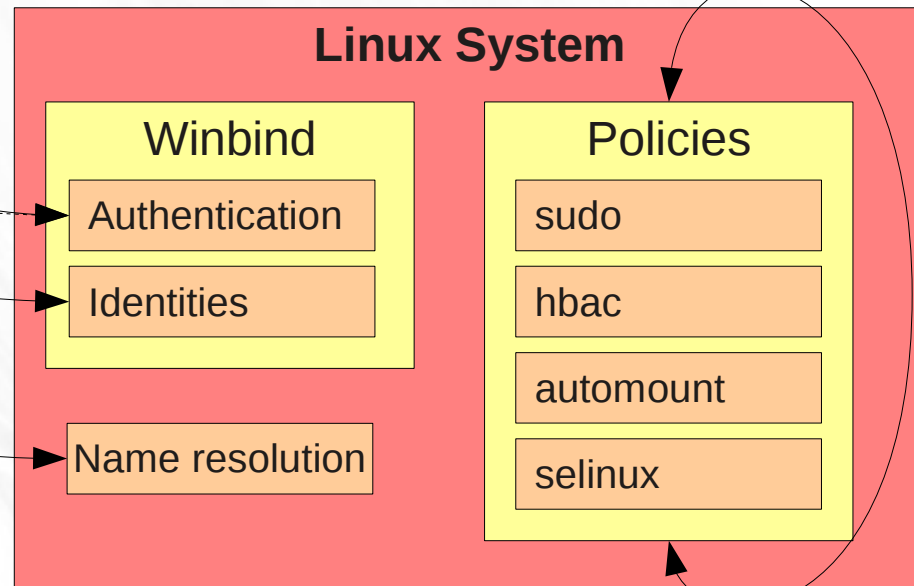 Linux System
Winbind
Authentication
Identities
Name resolution
Policies
sudo
hbac
automount
selinux